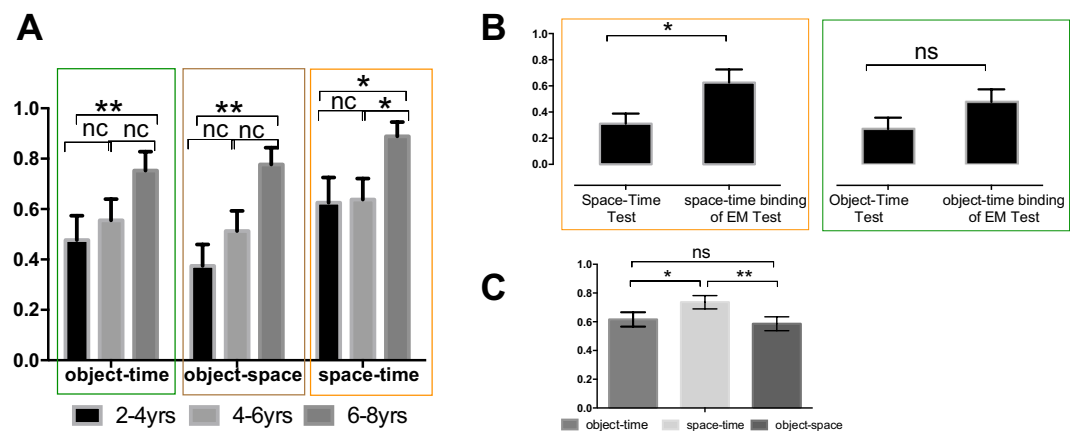 A
1.0
0.8
0.6
0.4
0.2
0.0
**
nc
nc
**
nc
nc
*
nc
*
object-time
object-space
space-time
2-4yrs
4-6yrs
6-8yrs
B
1.0
0.8
0.6
0.4
0.2
0.0
*
Space-Time
Test
space-time binding
of EM Test
ns
Object-Time
Test
object-time binding
of EM Test
C
1.0
0.8
0.6
0.4
0.2
0.0
ns
*
**
object-time
space-time
object-space